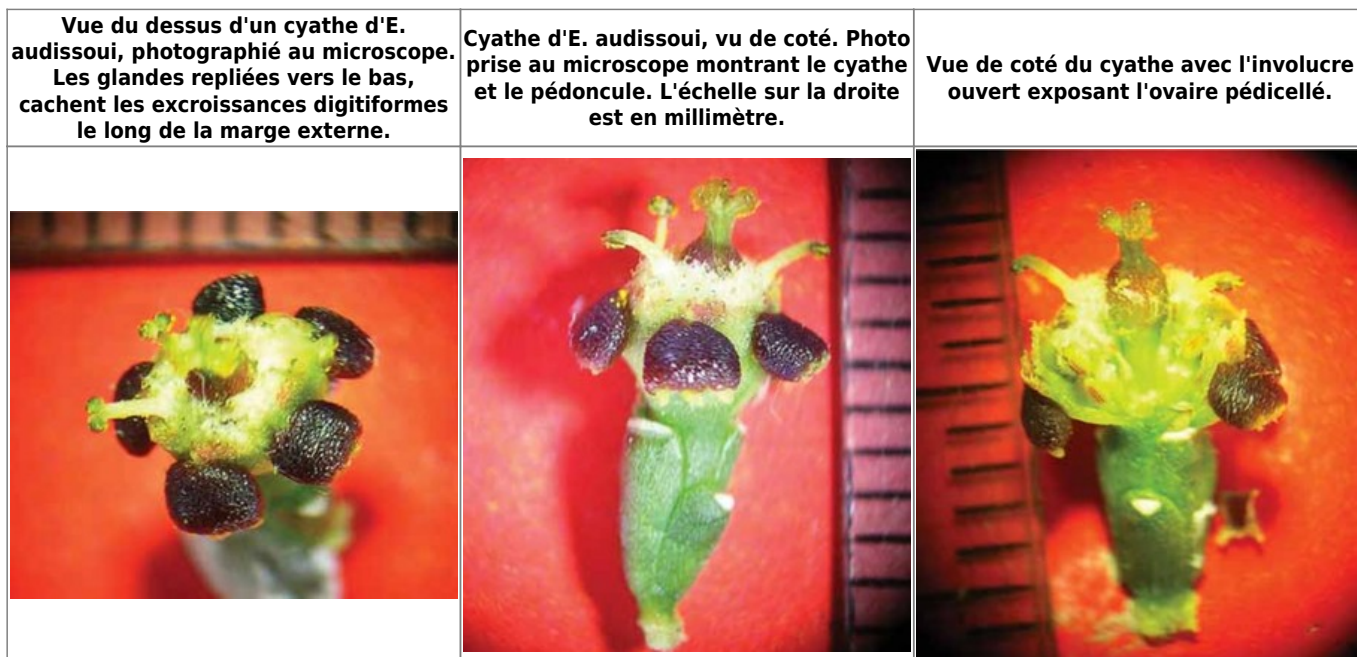 Vue du dessus d'un cyathe d'E.
audissoui, photographié au microscope.
Les glandes repliées vers le bas,
cachent les excroissances digitiformes
le long de la marge externe.
Cyathe d'E. audissoui, vu de coté. Photo
prise au microscope montrant le cyathe
et le pédoncule. L'échelle sur la droite
est en millimètre.
Vue de coté du cyathe avec l'involucre
ouvert exposant l'ovaire pédicellé.